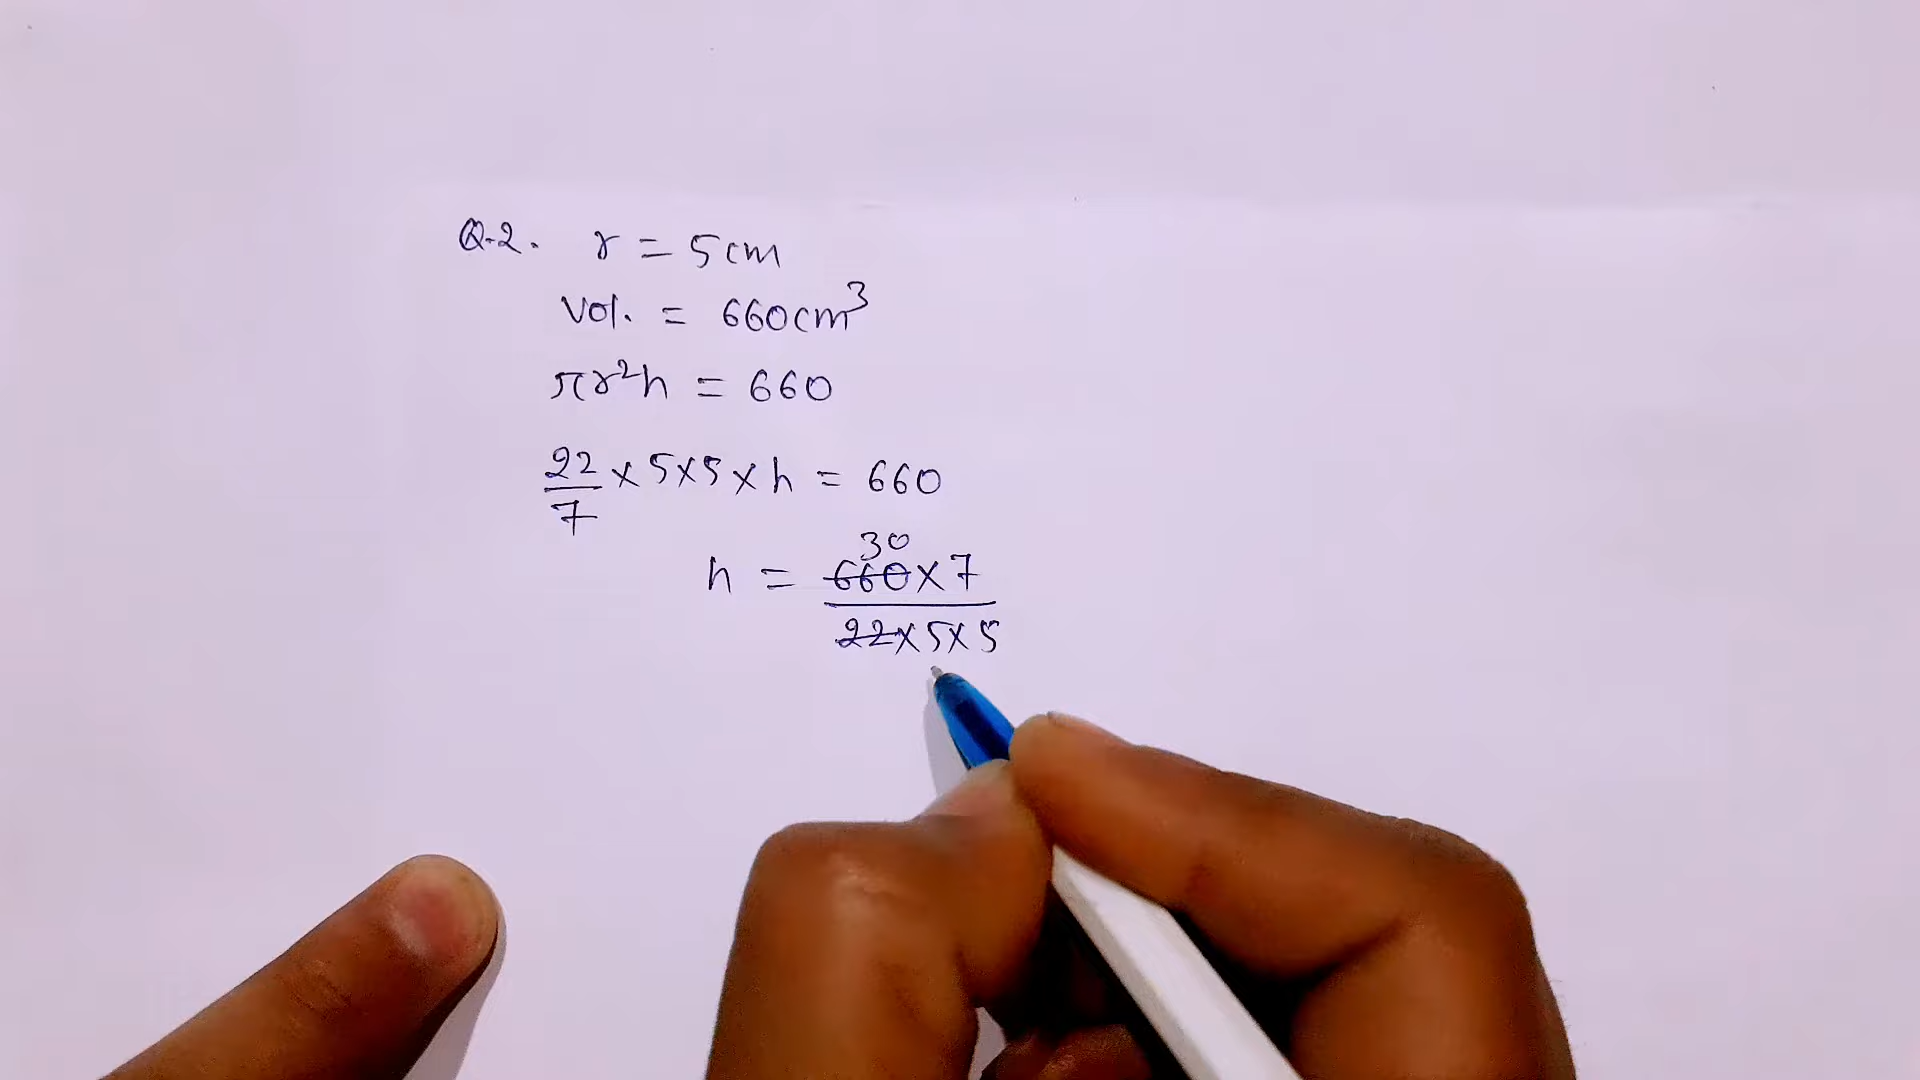 Q.2. r = 5cm
Vol. = 660cm³
πr²h = 660
22/7 × 5×5 × h = 660
30
h = 660×7
22×5×5